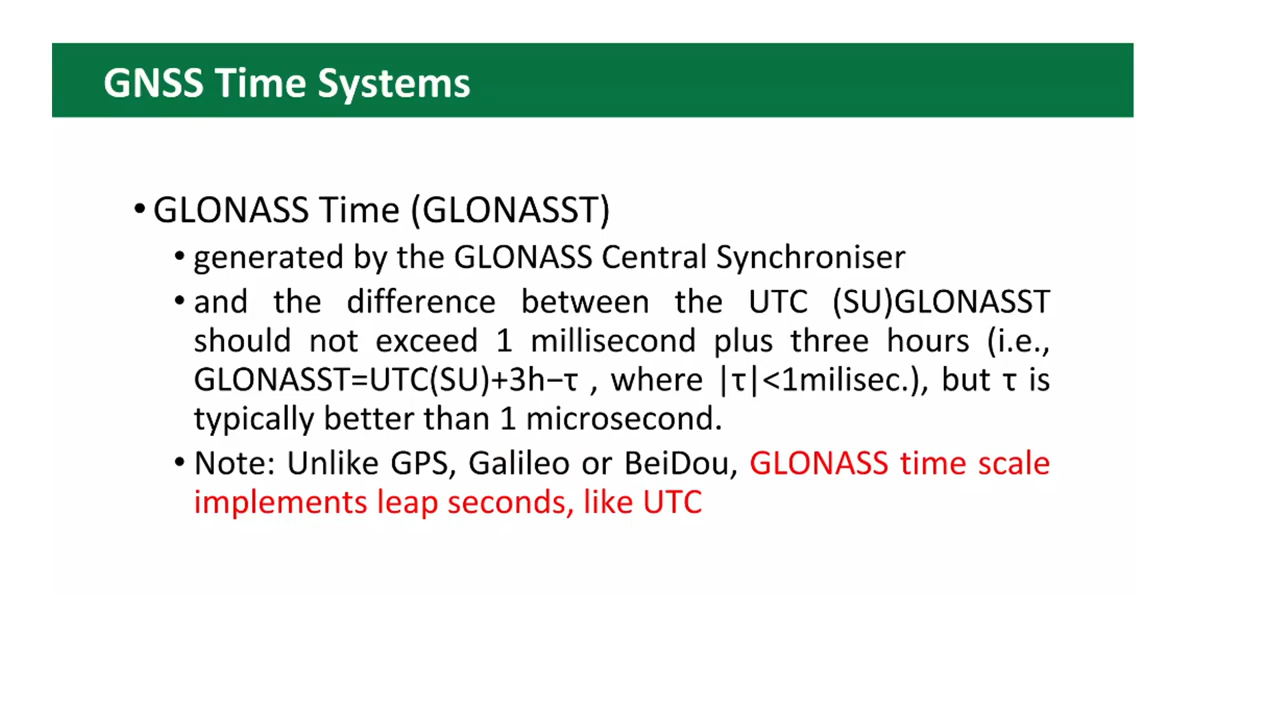 GNSS Time Systems
• GLONASS Time (GLONASST)
• generated by the GLONASS Central Synchroniser
• and the difference between the UTC (SU)GLONASST
should not exceed 1 millisecond plus three hours (i.e.,
GLONASST=UTC(SU)+3h−τ , where |τ|<1milisec.), but τ is
typically better than 1 microsecond.
• Note: Unlike GPS, Galileo or BeiDou, GLONASS time scale
implements leap seconds, like UTC